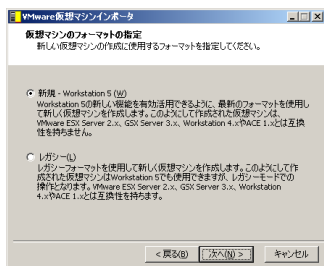 VMware仮想マシンインポータ
仮想マシンのフォーマットの指定
新しい仮想マシンの作成に使用するフォーマットを指定してください。
新規 - Workstation 5 (W)
Workstation 5の新しい機能を有効活用できるように、最新のフォーマットを使用し
て新しく仮想マシンを作成します。このようにして作成された仮想マシンは、
VMware ESX Server 2.x、GSX Server 3.x、Workstation 4.xやACE 1.xとは互換
性を持ちません。
レガシー(L)
レガシーフォーマットを使用して新しく仮想マシンを作成します。このようにして作
成された仮想マシンはWorkstation 5でも使用できますが、レガシーモードでの
操作となります。VMware ESX Server 2.x、GSX Server 3.x、Workstation
4.xやACE 1.xとは互換性を持ちます。
< 戻る(B)
次へ(N) >
キャンセル